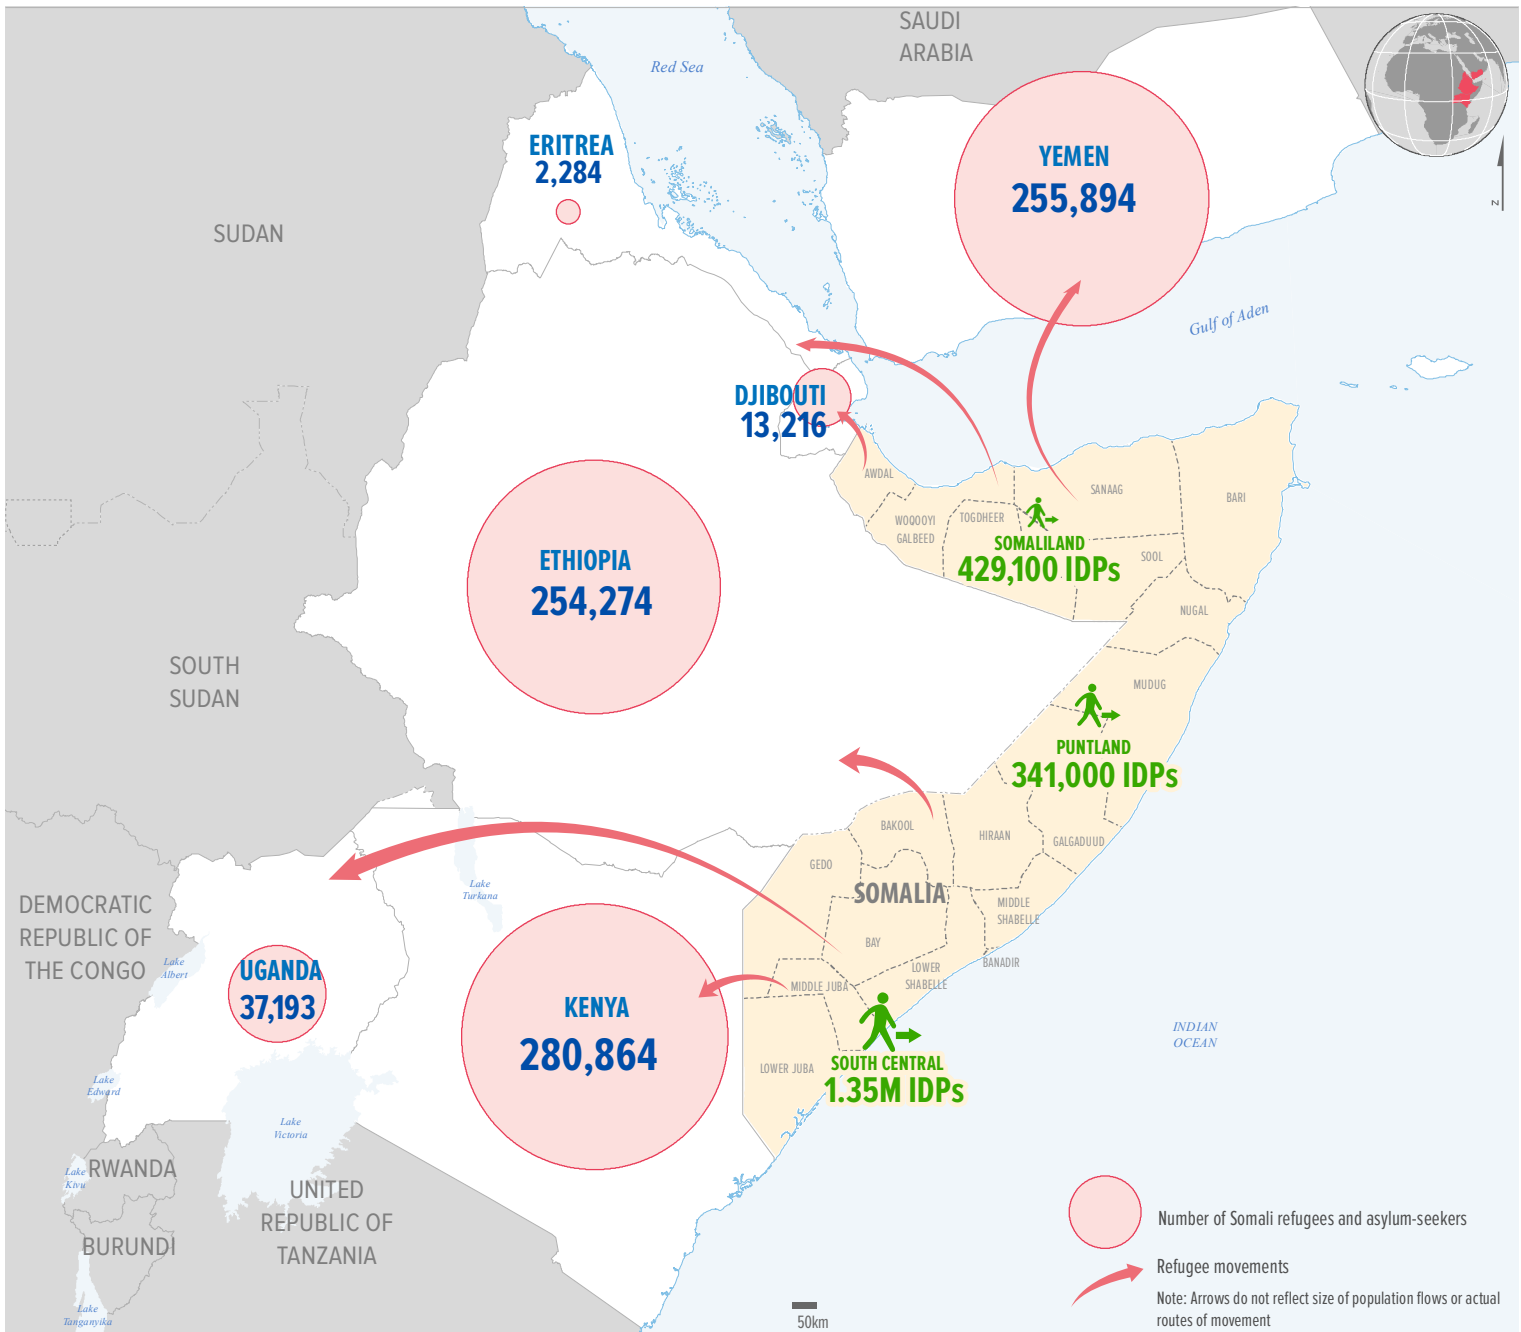 SAUDI
ARABIA
Red Sea
ERITREA
2,284
YEMEN
255,894
N
SUDAN
Gulf of Aden
DJIBOUTI
13,216
AWDAL
WOQOOYI
GALBEED
TOGDHEER
SANAAG
BARI
SOMALILAND
429,100 IDPs
SOOL
NUGAL
ETHIOPIA
254,274
SOUTH
SUDAN
MUDUG
PUNTLAND
341,000 IDPs
BAKOOL
HIRAAN
GALGADUUD
GEDO
SOMALIA
MIDDLE
SHABELLE
BAY
BANADIR
LOWER
SHABELLE
MIDDLE JUBA
LOWER JUBA
SOUTH CENTRAL
1.35M IDPs
Lake
Turkana
DEMOCRATIC
REPUBLIC OF
THE CONGO
Lake
Albert
UGANDA
37,193
KENYA
280,864
INDIAN
OCEAN
Lake
Edward
Lake
Victoria
Lake
Kivu
RWANDA
UNITED
REPUBLIC OF
TANZANIA
BURUNDI
Lake
Tanganyika
Number of Somali refugees and asylum-seekers
Refugee movements
Note: Arrows do not reflect size of population flows or actual
routes of movement
50km